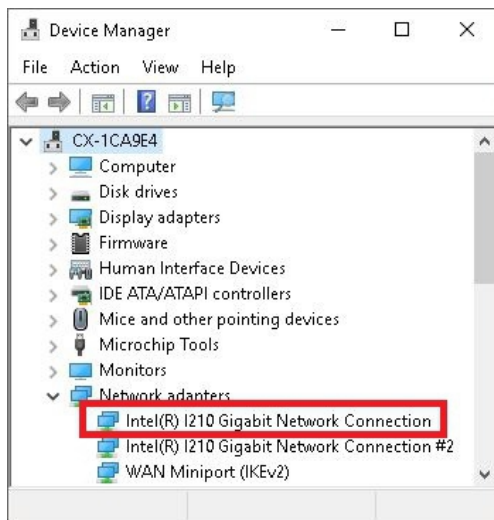 Device Manager
File Action View Help
CX-1CA9E4
Computer
Disk drives
Display adapters
Firmware
Human Interface Devices
IDE ATA/ATAPI controllers
Mice and other pointing devices
Microchip Tools
Monitors
Network adapters
Intel(R) I210 Gigabit Network Connection
Intel(R) I210 Gigabit Network Connection #2
WAN Miniport (IKEv2)